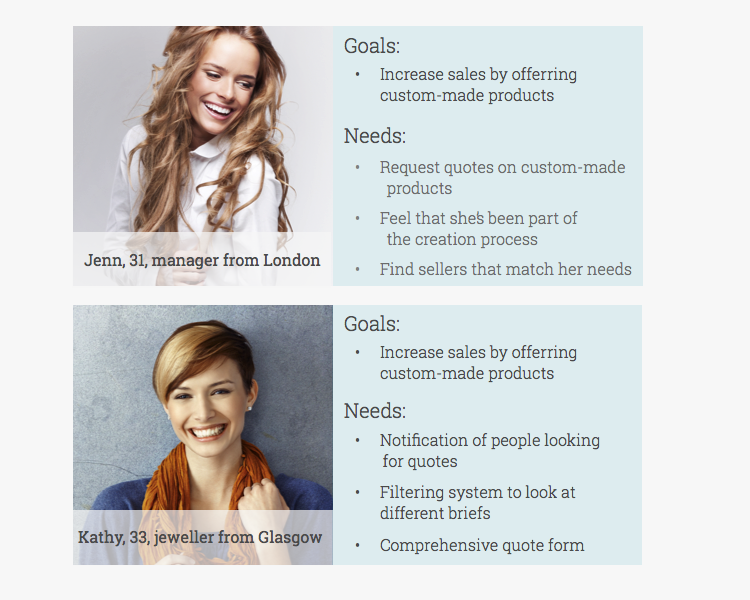 Goals:
• Increase sales by offerring
custom-made products
Needs:
• Request quotes on custom-made
products
• Feel that she's been part of
the creation process
• Find sellers that match her needs
Jenn, 31, manager from London
Goals:
• Increase sales by offerring
custom-made products
Needs:
• Notification of people looking
for quotes
• Filtering system to look at
different briefs
• Comprehensive quote form
Kathy, 33, jeweller from Glasgow